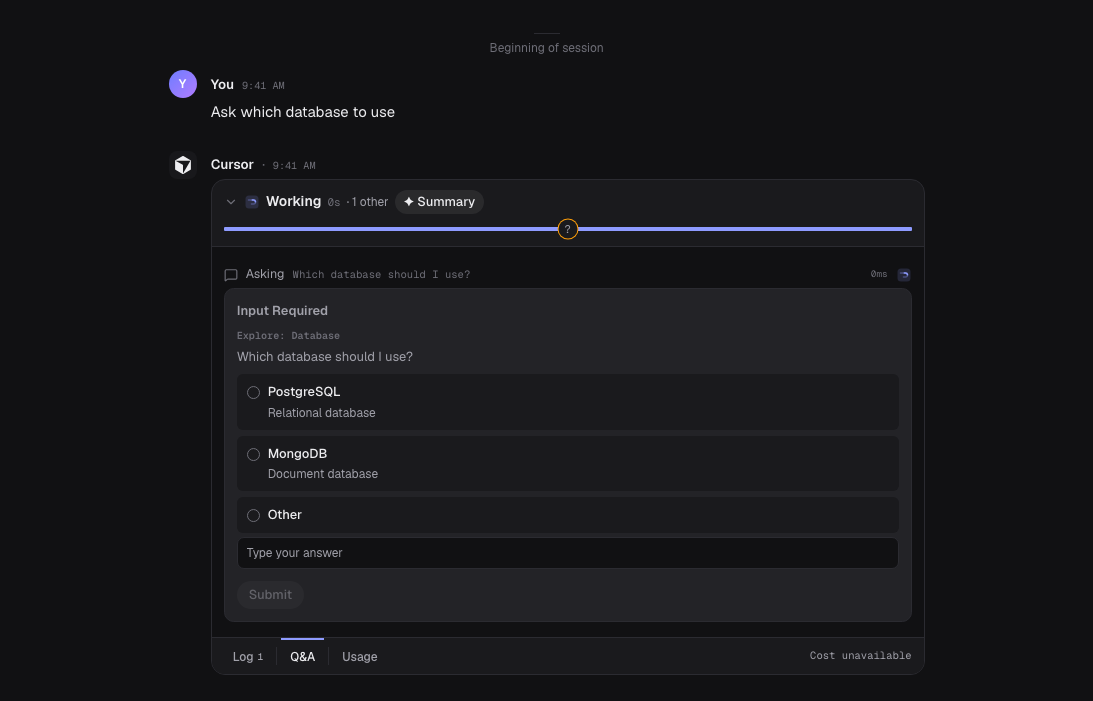 Beginning of session
Y
You 9:41 AM
Ask which database to use
Cursor · 9:41 AM
Working 0s · 1 other Summary
?
Asking Which database should I use? 0ms
Input Required
Explore: Database
Which database should I use?
PostgreSQL
Relational database
MongoDB
Document database
Other
Type your answer
Submit
Log 1 Q&A Usage Cost unavailable